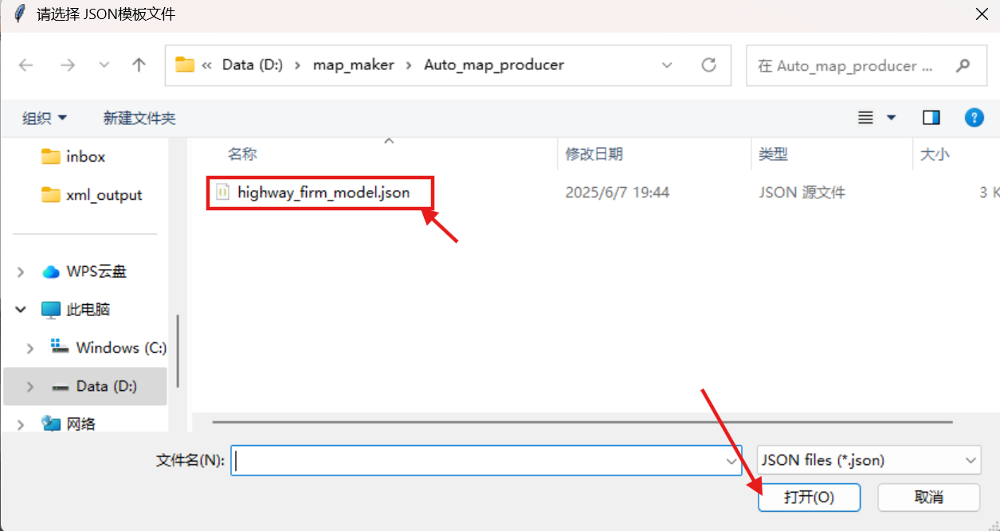 请选择 JSON模板文件
« Data (D:) › map_maker › Auto_map_producer
在 Auto_map_producer ...
组织 新建文件夹
?
inbox
xml_output
WPS云盘
此电脑
Windows (C:)
Data (D:)
网络
名称 修改日期 类型 大小
highway_firm_model.json 2025/6/7 19:44 JSON 源文件 3 K
文件名(N):
JSON files (*.json)
打开(O) 取消